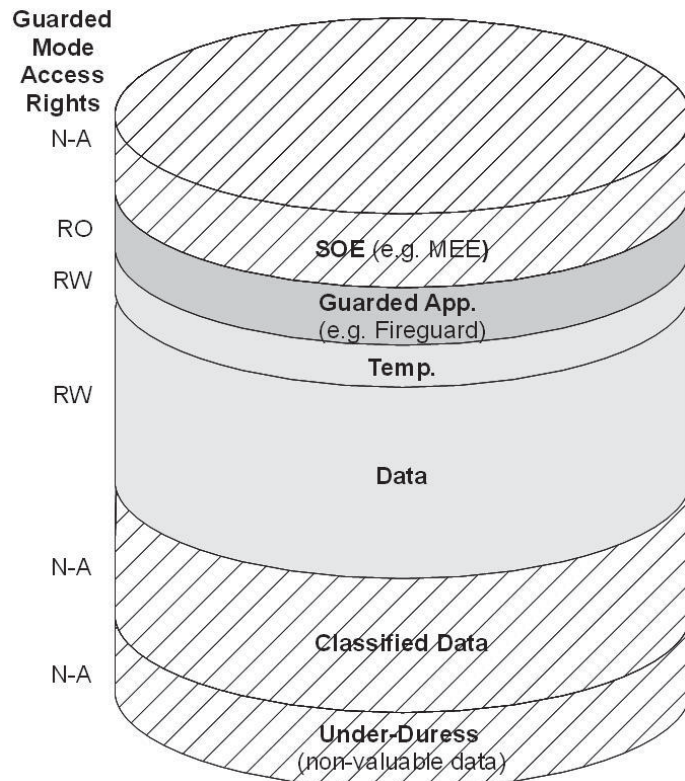 Guarded
Mode
Access
Rights
N-A
RO
SOE (e.g. MEE)
RW
Guarded App.
(e.g. Fireguard)
Temp.
RW
Data
N-A
Classified Data
N-A
Under-Duress
(non-valuable data)